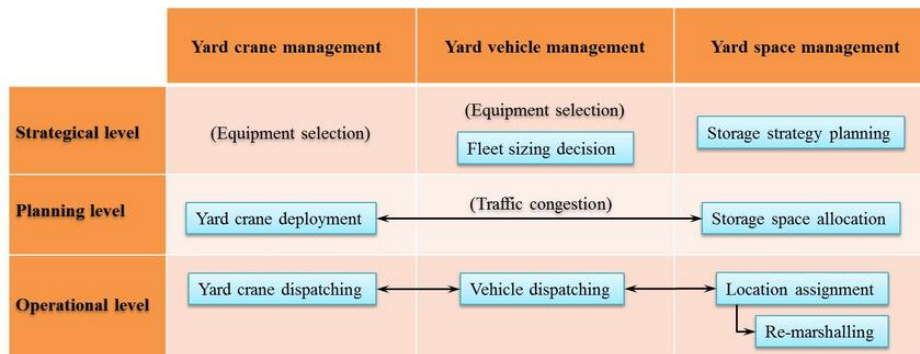 Yard crane management
Yard vehicle management
Yard space management
Strategical level
(Equipment selection)
(Equipment selection)
Fleet sizing decision
Storage strategy planning
Planning level
Yard crane deployment
(Traffic congestion)
Storage space allocation
Operational level
Yard crane dispatching
Vehicle dispatching
Location assignment
Re-marshalling